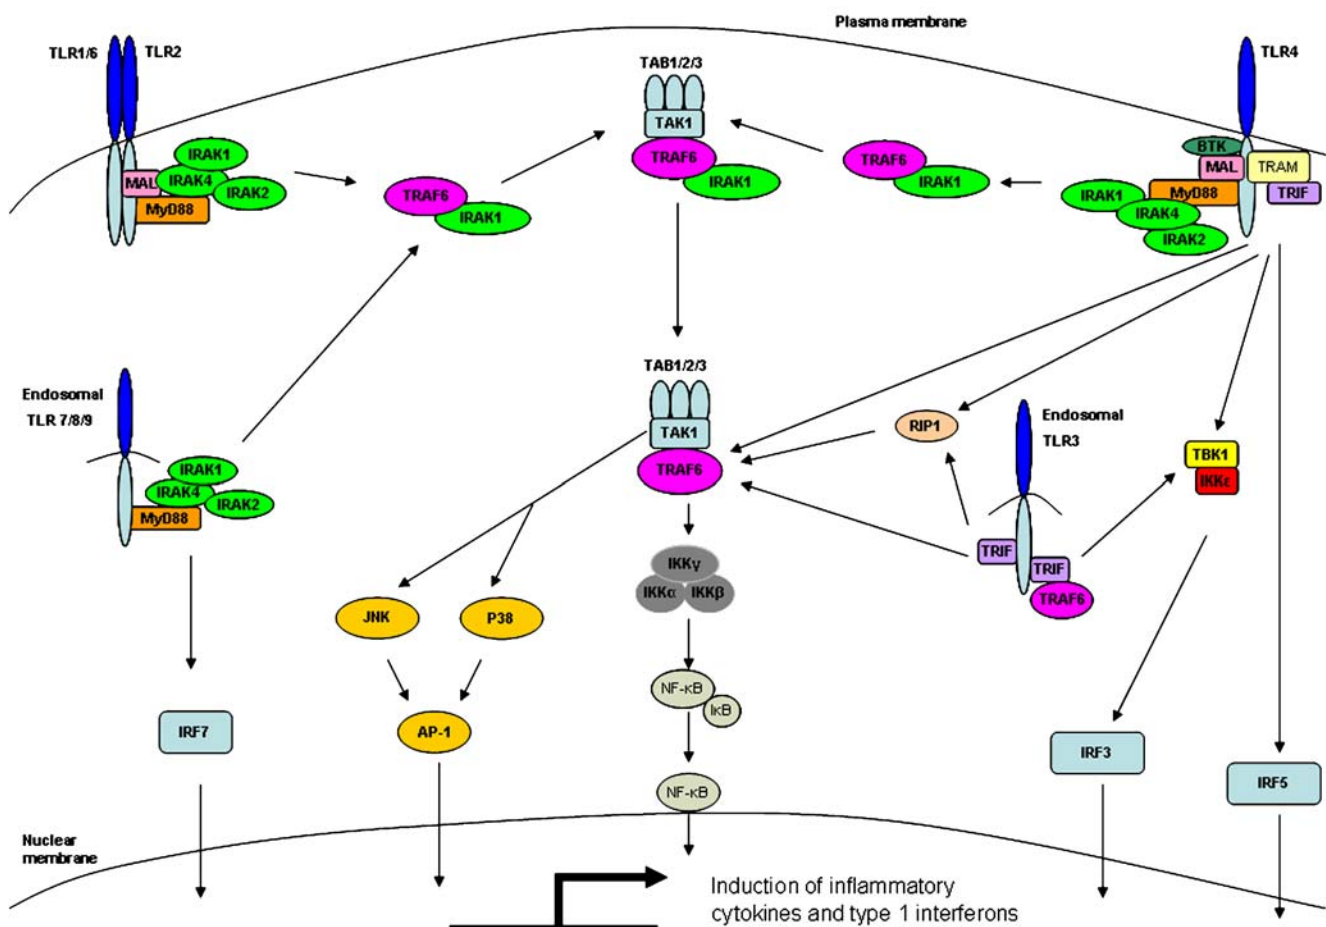 Plasma membrane
TLR1/6
TLR2
TAB1/2/3
TLR4
TAK1
IRAK1
MAL
IRAK4
IRAK2
MyD88
TRAF6
IRAK1
TRAF6
IRAK1
TRAF6
IRAK1
BTK
MAL
TRAM
MyD88
TRIF
IRAK1
IRAK4
IRAK2
TAB1/2/3
TAK1
TRAF6
Endosomal
TLR 7/8/9
IRAK1
IRAK4
IRAK2
MyD88
RIP1
Endosomal
TLR3
TBK1
IKKε
TRIF
TRIF
TRAF6
IKKγ
IKKα
IKKβ
JNK
P38
NF-κB
IκB
IRF7
AP-1
IRF3
IRF5
NF-κB
Nuclear
membrane
Induction of inflammatory
cytokines and type 1 interferons